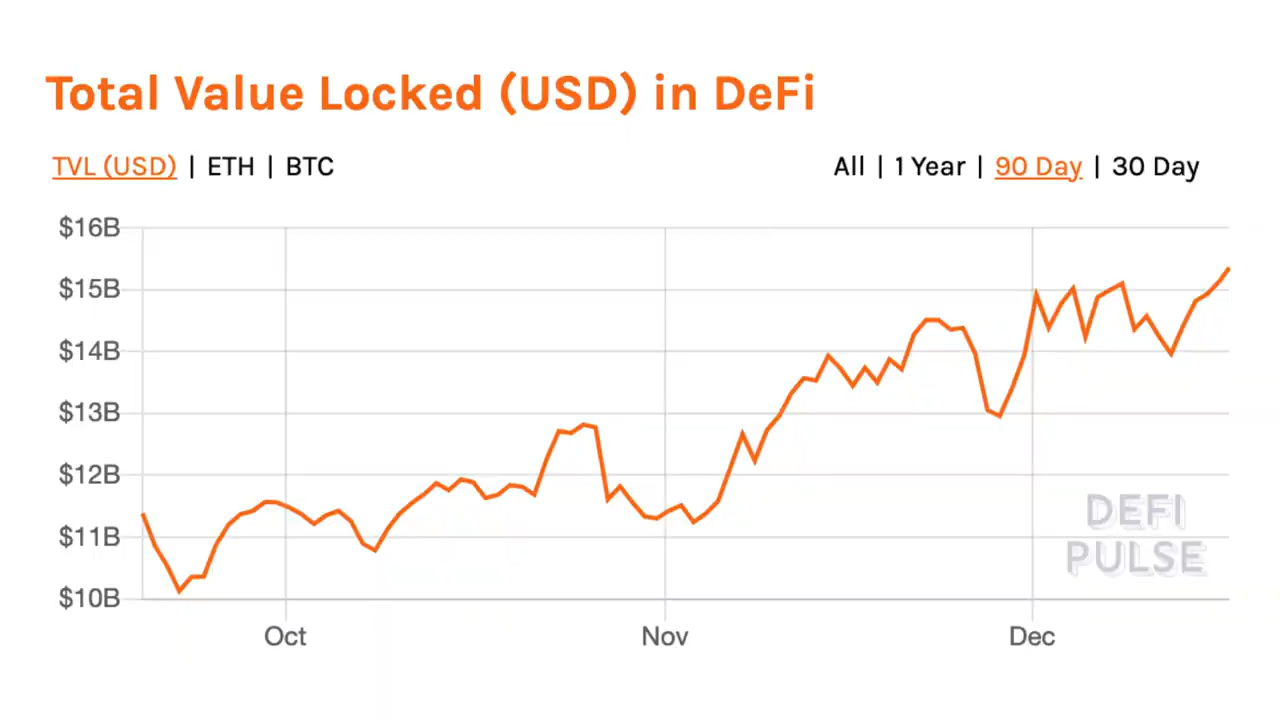 Total Value Locked (USD) in DeFi
TVL (USD) | ETH | BTC
All | 1 Year | 90 Day | 30 Day
$16B
$15B
$14B
$13B
$12B
$11B
$10B
Oct
Nov
Dec
DEFI
PULSE